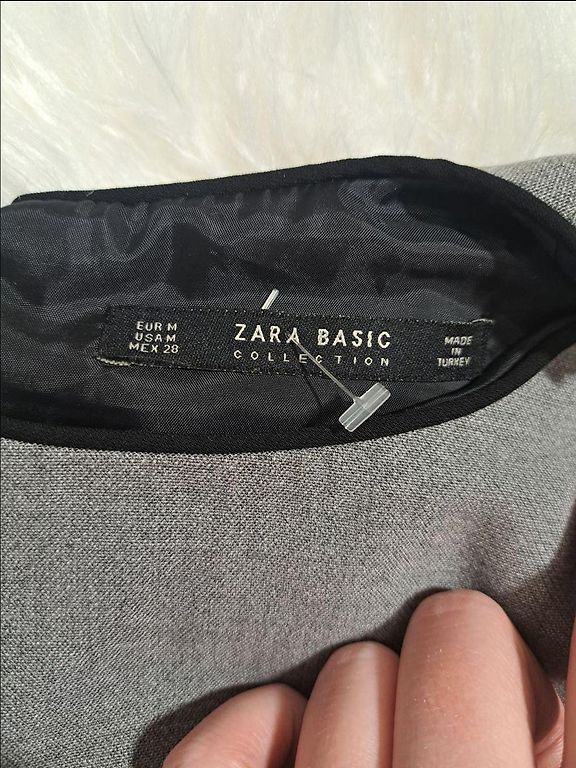 EUR M
USA M
MEX 28
ZARA BASIC
COLLECTION
MADE
IN
TURKEY